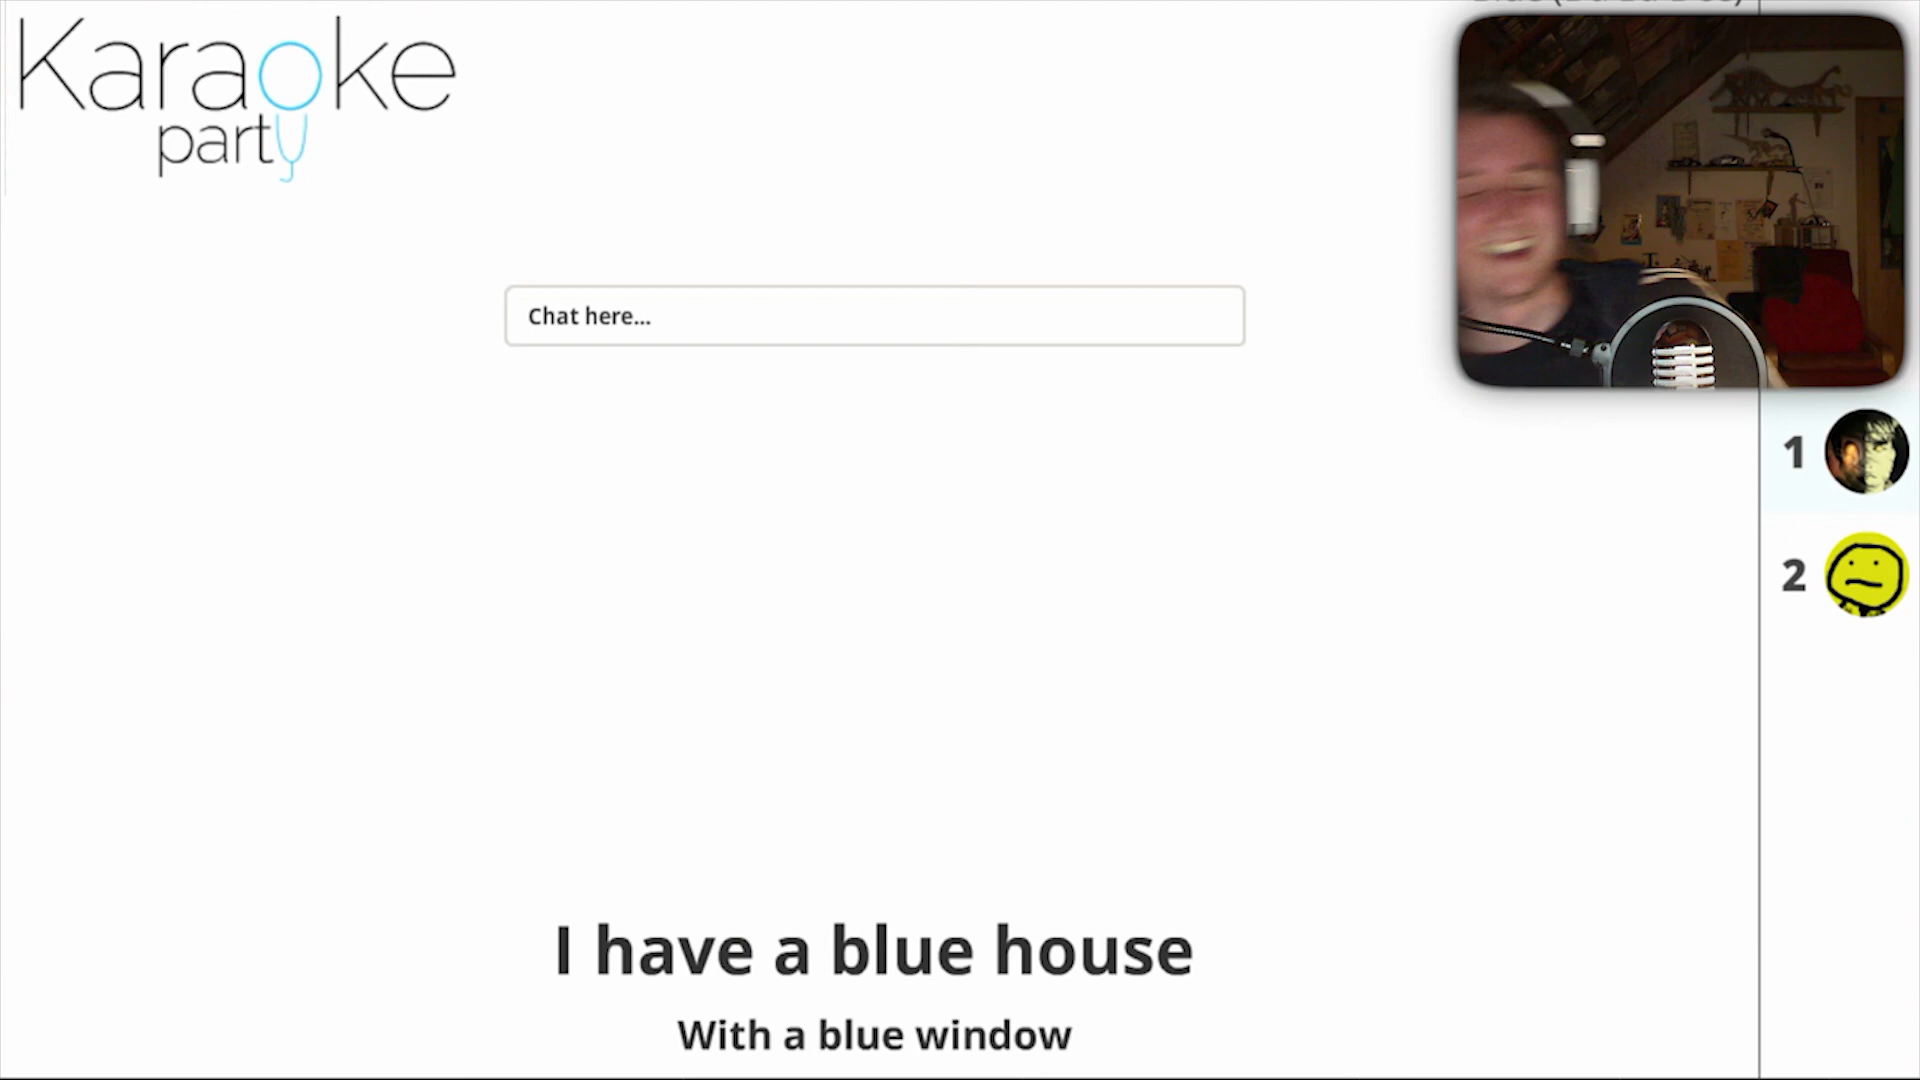 Karaoke
party
Chat here...
1
2
I have a blue house
With a blue window